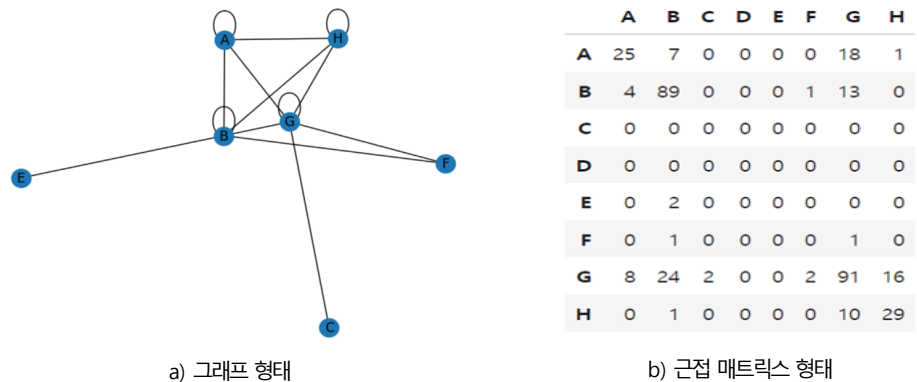 A
H
G
B
F
E
C
a) 그래프 형태
A B C D E F G H
A 25 7 0 0 0 0 18 1
B 4 89 0 0 0 1 13 0
C 0 0 0 0 0 0 0 0
D 0 0 0 0 0 0 0 0
E 0 2 0 0 0 0 0 0
F 0 1 0 0 0 0 1 0
G 8 24 2 0 0 2 91 16
H 0 1 0 0 0 0 10 29
b) 근접 매트릭스 형태